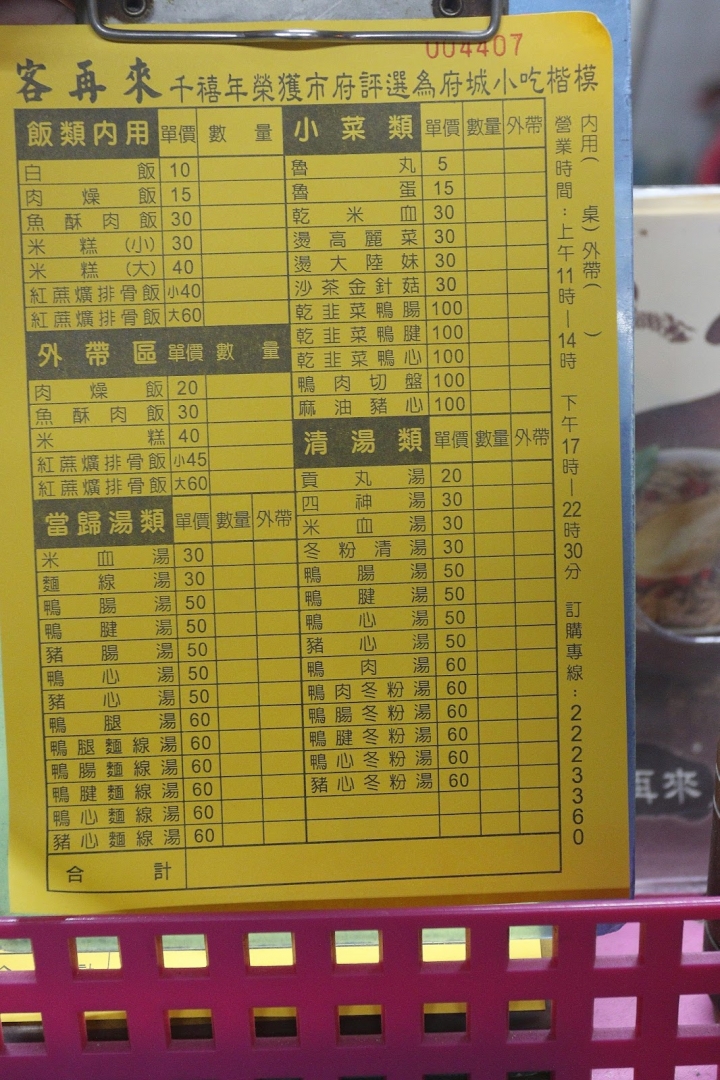 004407
客再來千禧年榮獲市府評選為府城小吃楷模
飯類內用 單價 數量
白飯 10
肉燥飯 15
魚酥肉飯 30
米糕(小) 30
米糕(大) 40
紅蔗爌排骨飯 小40
紅蔗爌排骨飯 大60
外帶區 單價 數量
肉燥飯 20
魚酥肉飯 30
米糕 40
紅蔗爌排骨飯 小45
紅蔗爌排骨飯 大60
當歸湯類 單價 數量 外帶
米血湯 30
麵線湯 30
鴨腸湯 50
鴨腱湯 50
豬腸湯 50
鴨心湯 50
豬心湯 50
鴨腿湯 60
鴨腿麵線湯 60
鴨腸麵線湯 60
鴨腱麵線湯 60
鴨心麵線湯 60
豬心麵線湯 60
合計
小菜類 單價 數量 外帶
魯丸 5
魯蛋 15
乾米血 30
燙高麗菜 30
燙大陸妹 30
沙茶金針菇 30
乾韭菜鴨腸 100
乾韭菜鴨腱 100
乾韭菜鴨心 100
鴨肉切盤 100
麻油豬心 100
清湯類 單價 數量 外帶
貢丸湯 20
四神湯 30
米血湯 30
冬粉清湯 30
鴨腸湯 50
鴨腱湯 50
鴨心湯 50
豬心湯 50
鴨肉湯 60
鴨肉冬粉湯 60
鴨腸冬粉湯 60
鴨腱冬粉湯 60
鴨心冬粉湯 60
豬心冬粉湯 60
內用( 桌)外帶( )
營業時間:上午11時—14時 下午17時—22時30分 訂購專線:2223360
再來